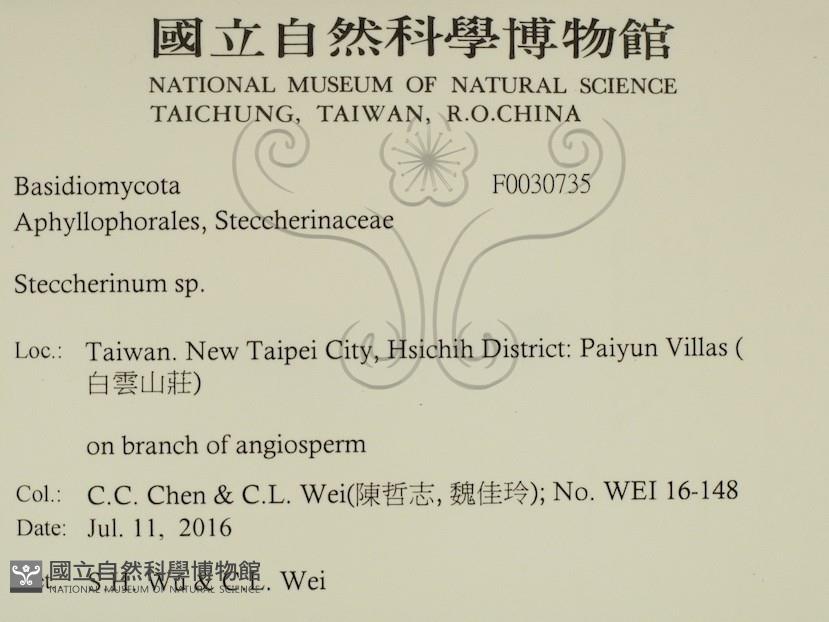 國立自然科學博物館
NATIONAL MUSEUM OF NATURAL SCIENCE
TAICHUNG, TAIWAN, R.O.CHINA
Basidiomycota F0030735
Aphyllophorales, Steccherinaceae
Steccherinum sp.
Loc.: Taiwan. New Taipei City, Hsichih District: Paiyun Villas (
白雲山莊)
on branch of angiosperm
Col.: C.C. Chen & C.L. Wei(陳哲志, 魏佳玲); No. WEI 16-148
Date: Jul. 11, 2016
S.H. Wu & C.L. Wei
國立自然科學博物館
NATIONAL MUSEUM OF NATURAL SCIENCE